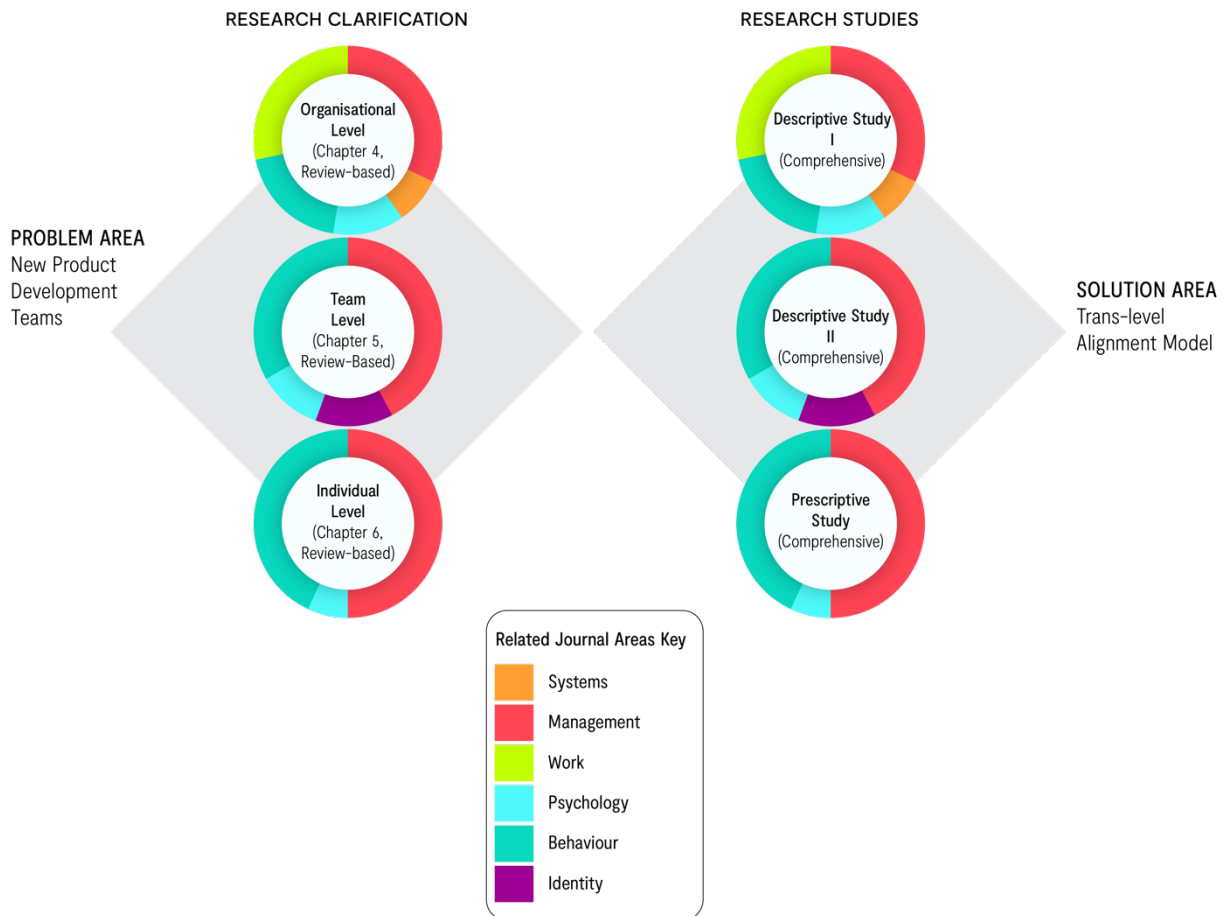 RESEARCH CLARIFICATION
RESEARCH STUDIES
Organisational
Level
(Chapter 4,
Review-based)
Descriptive Study
I
(Comprehensive)
PROBLEM AREA
New Product
Development
Teams
Team
Level
(Chapter 5,
Review-Based)
Descriptive Study
II
(Comprehensive)
SOLUTION AREA
Trans-level
Alignment Model
Individual
Level
(Chapter 6,
Review-based)
Prescriptive
Study
(Comprehensive)
Related Journal Areas Key
Systems
Management
Work
Psychology
Behaviour
Identity